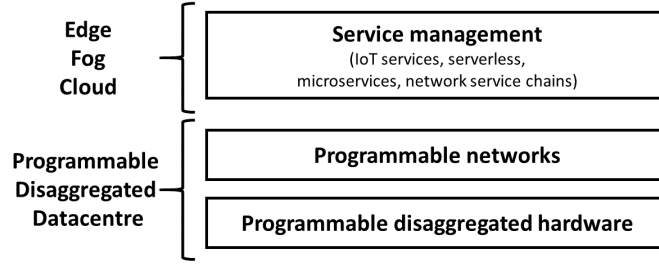 Edge
Fog
Cloud
Service management
(IoT services, serverless,
microservices, network service chains)
Programmable
Disaggregated
Datacentre
Programmable networks
Programmable disaggregated hardware